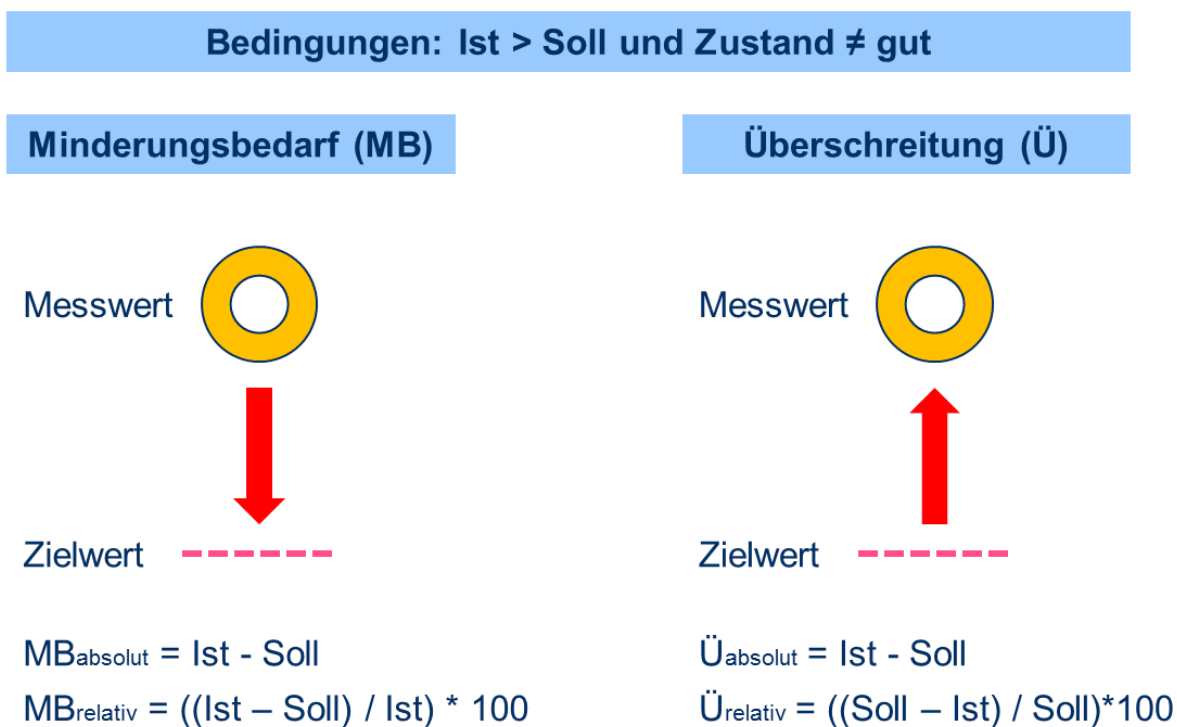 Bedingungen: Ist > Soll und Zustand ≠ gut
Minderungsbedarf (MB)
Überschreitung (Ü)
Messwert
Messwert
Zielwert
Zielwert
MBabsolut = Ist - Soll
Üabsolut = Ist - Soll
MBrelativ = ((Ist – Soll) / Ist) * 100
Ürelativ = ((Soll – Ist) / Soll)*100